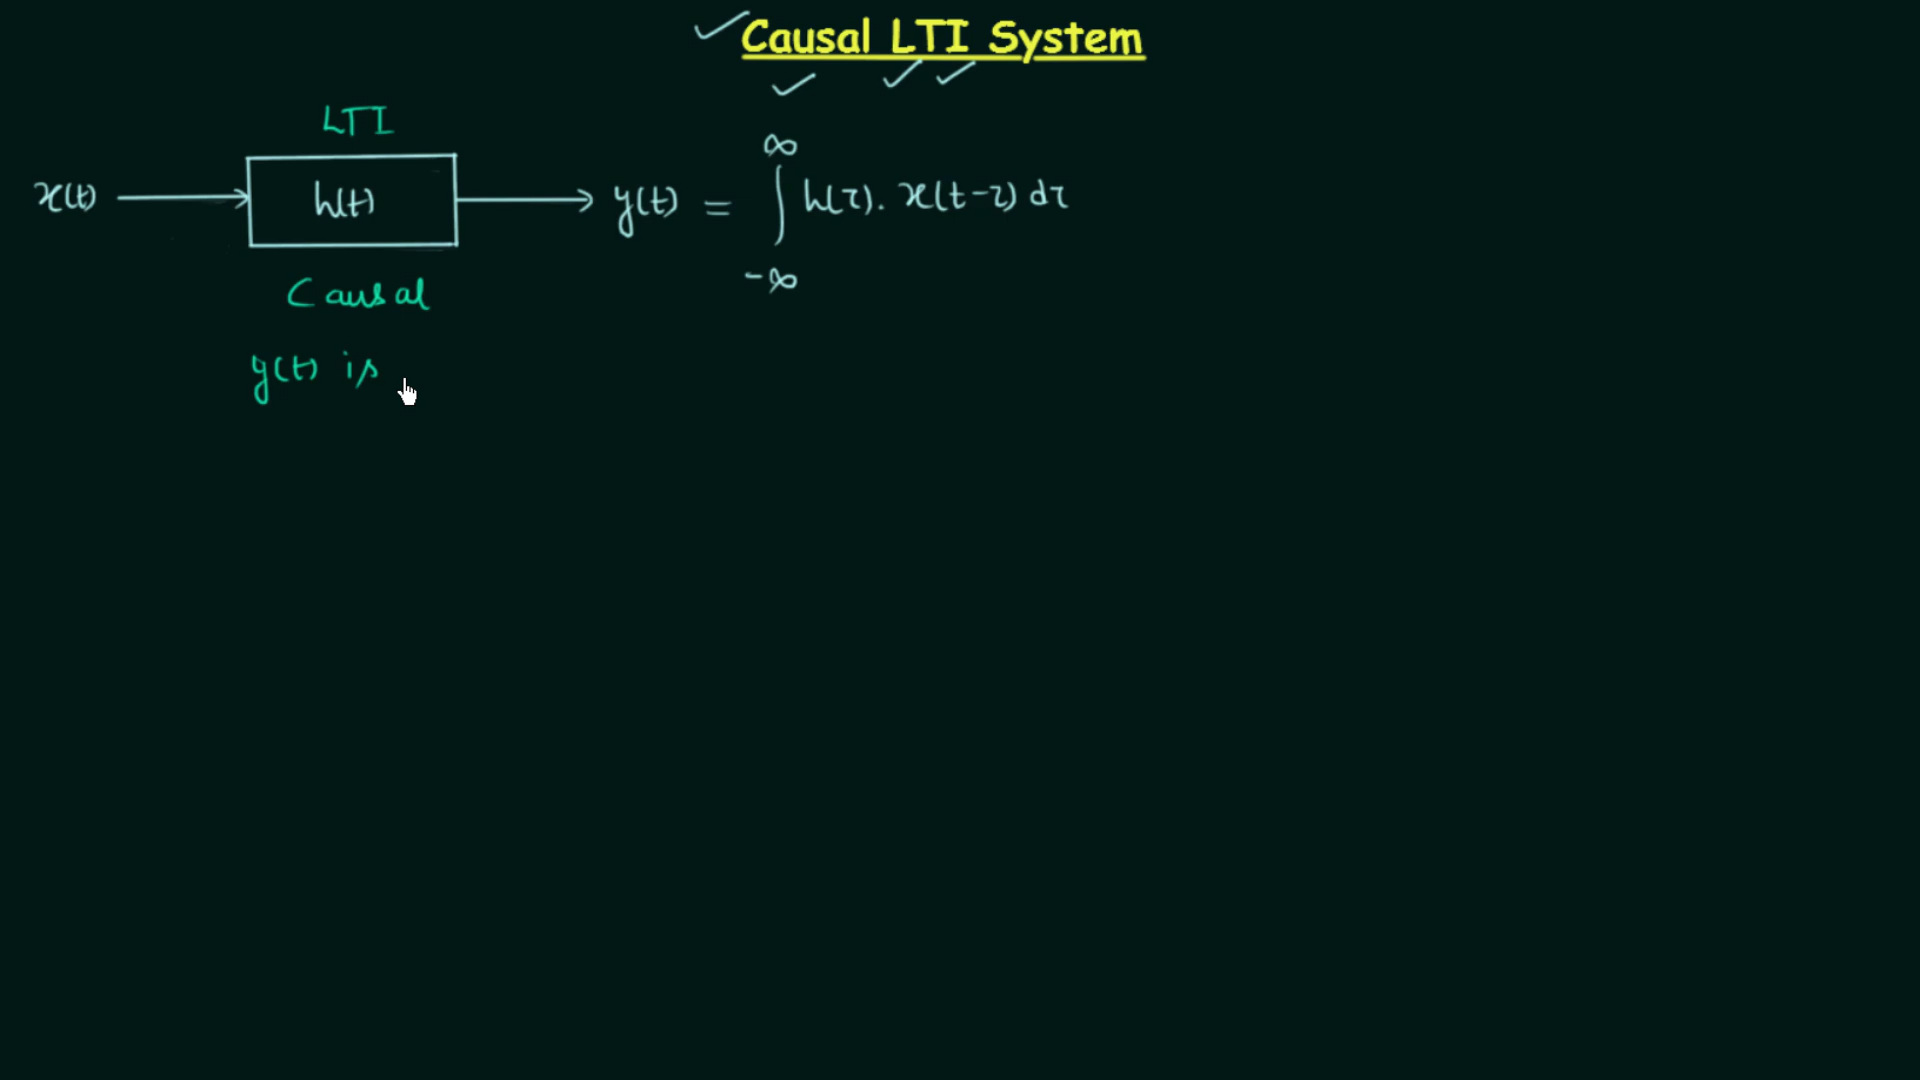 Causal LTI System
LTI
x(t) h(t) y(t) = ∫ h(τ). x(t-τ) dτ
∞
-∞
Causal
y(t) is